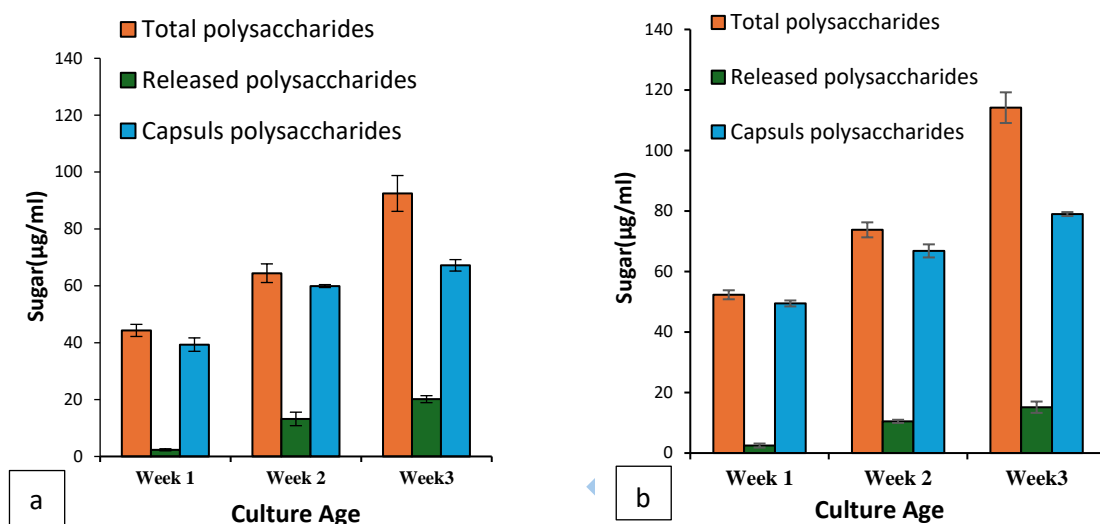 Total polysaccharides
Released polysaccharides
Capsuls polysaccharides
140
120
100
80
60
40
20
0
Sugar(µg/ml)
Week 1
Week 2
Week3
Culture Age
a
Total polysaccharides
Released polysaccharides
Capsuls polysaccharides
140
120
100
80
60
40
20
0
Sugar(µg/ml)
Week 1
Week 2
Week3
Culture Age
b